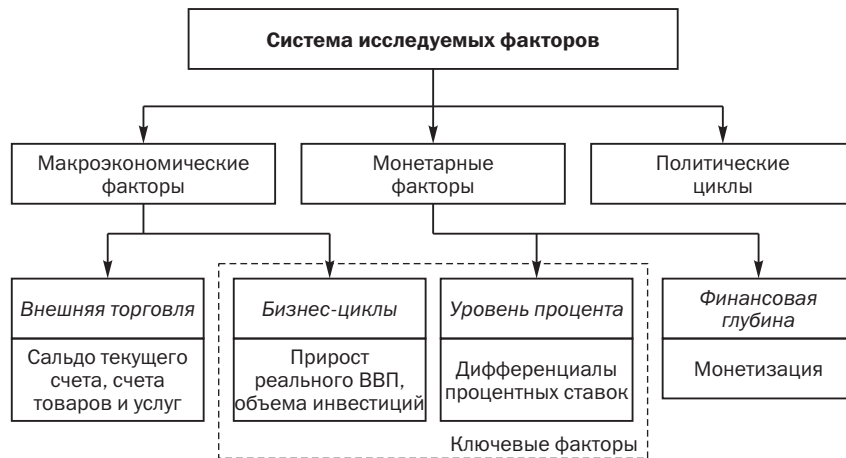 Система исследуемых факторов
Макроэкономические
факторы
Монетарные
факторы
Политические
циклы
Внешняя торговля
Сальдо текущего
счета, счета
товаров и услуг
Бизнес-циклы
Прирост
реального ВВП,
объема инвестиций
Уровень процента
Дифференциалы
процентных ставок
Финансовая
глубина
Монетизация
Ключевые факторы